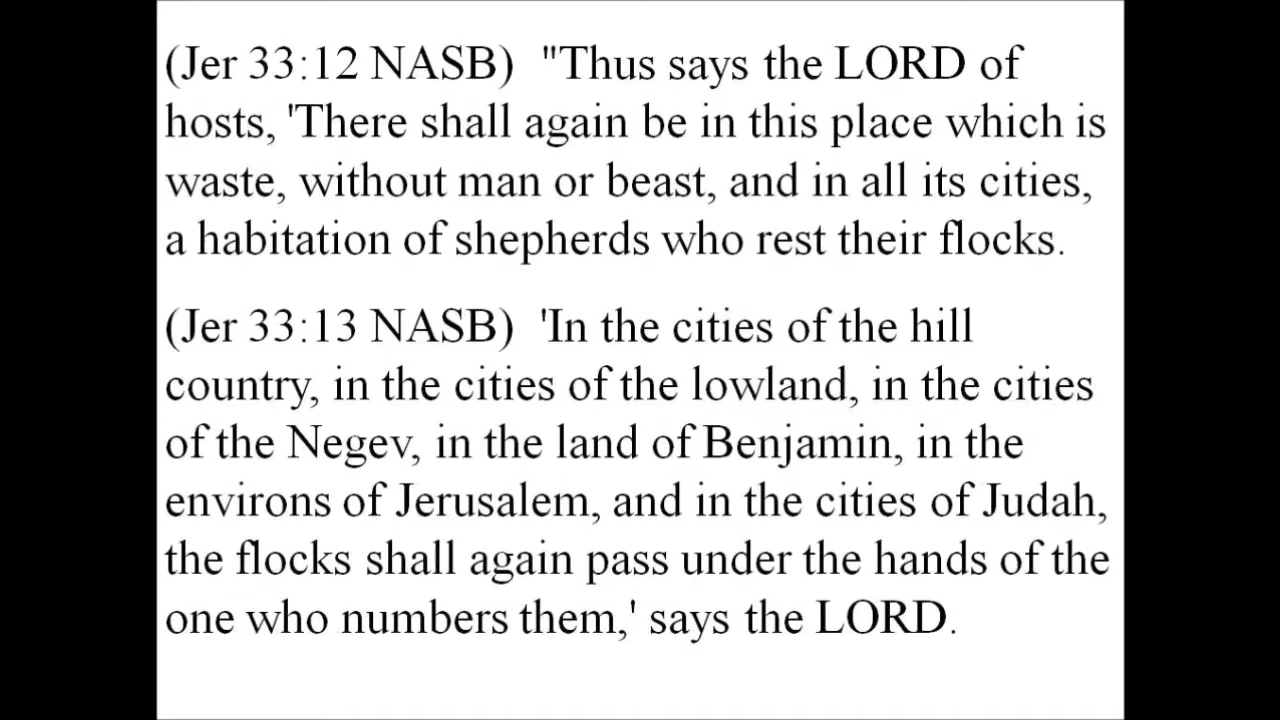 (Jer 33:12 NASB)  "Thus says the LORD of
hosts, 'There shall again be in this place which is
waste, without man or beast, and in all its cities,
a habitation of shepherds who rest their flocks.
(Jer 33:13 NASB)  'In the cities of the hill
country, in the cities of the lowland, in the cities
of the Negev, in the land of Benjamin, in the
environs of Jerusalem, and in the cities of Judah,
the flocks shall again pass under the hands of the
one who numbers them,' says the LORD.